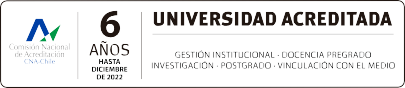 Comisión Nacional
de Acreditación
CNA-Chile
6
AÑOS
HASTA
DICIEMBRE
DE 2022
UNIVERSIDAD ACREDITADA
GESTIÓN INSTITUCIONAL · DOCENCIA PREGRADO
INVESTIGACIÓN · POSTGRADO · VINCULACIÓN CON EL MEDIO